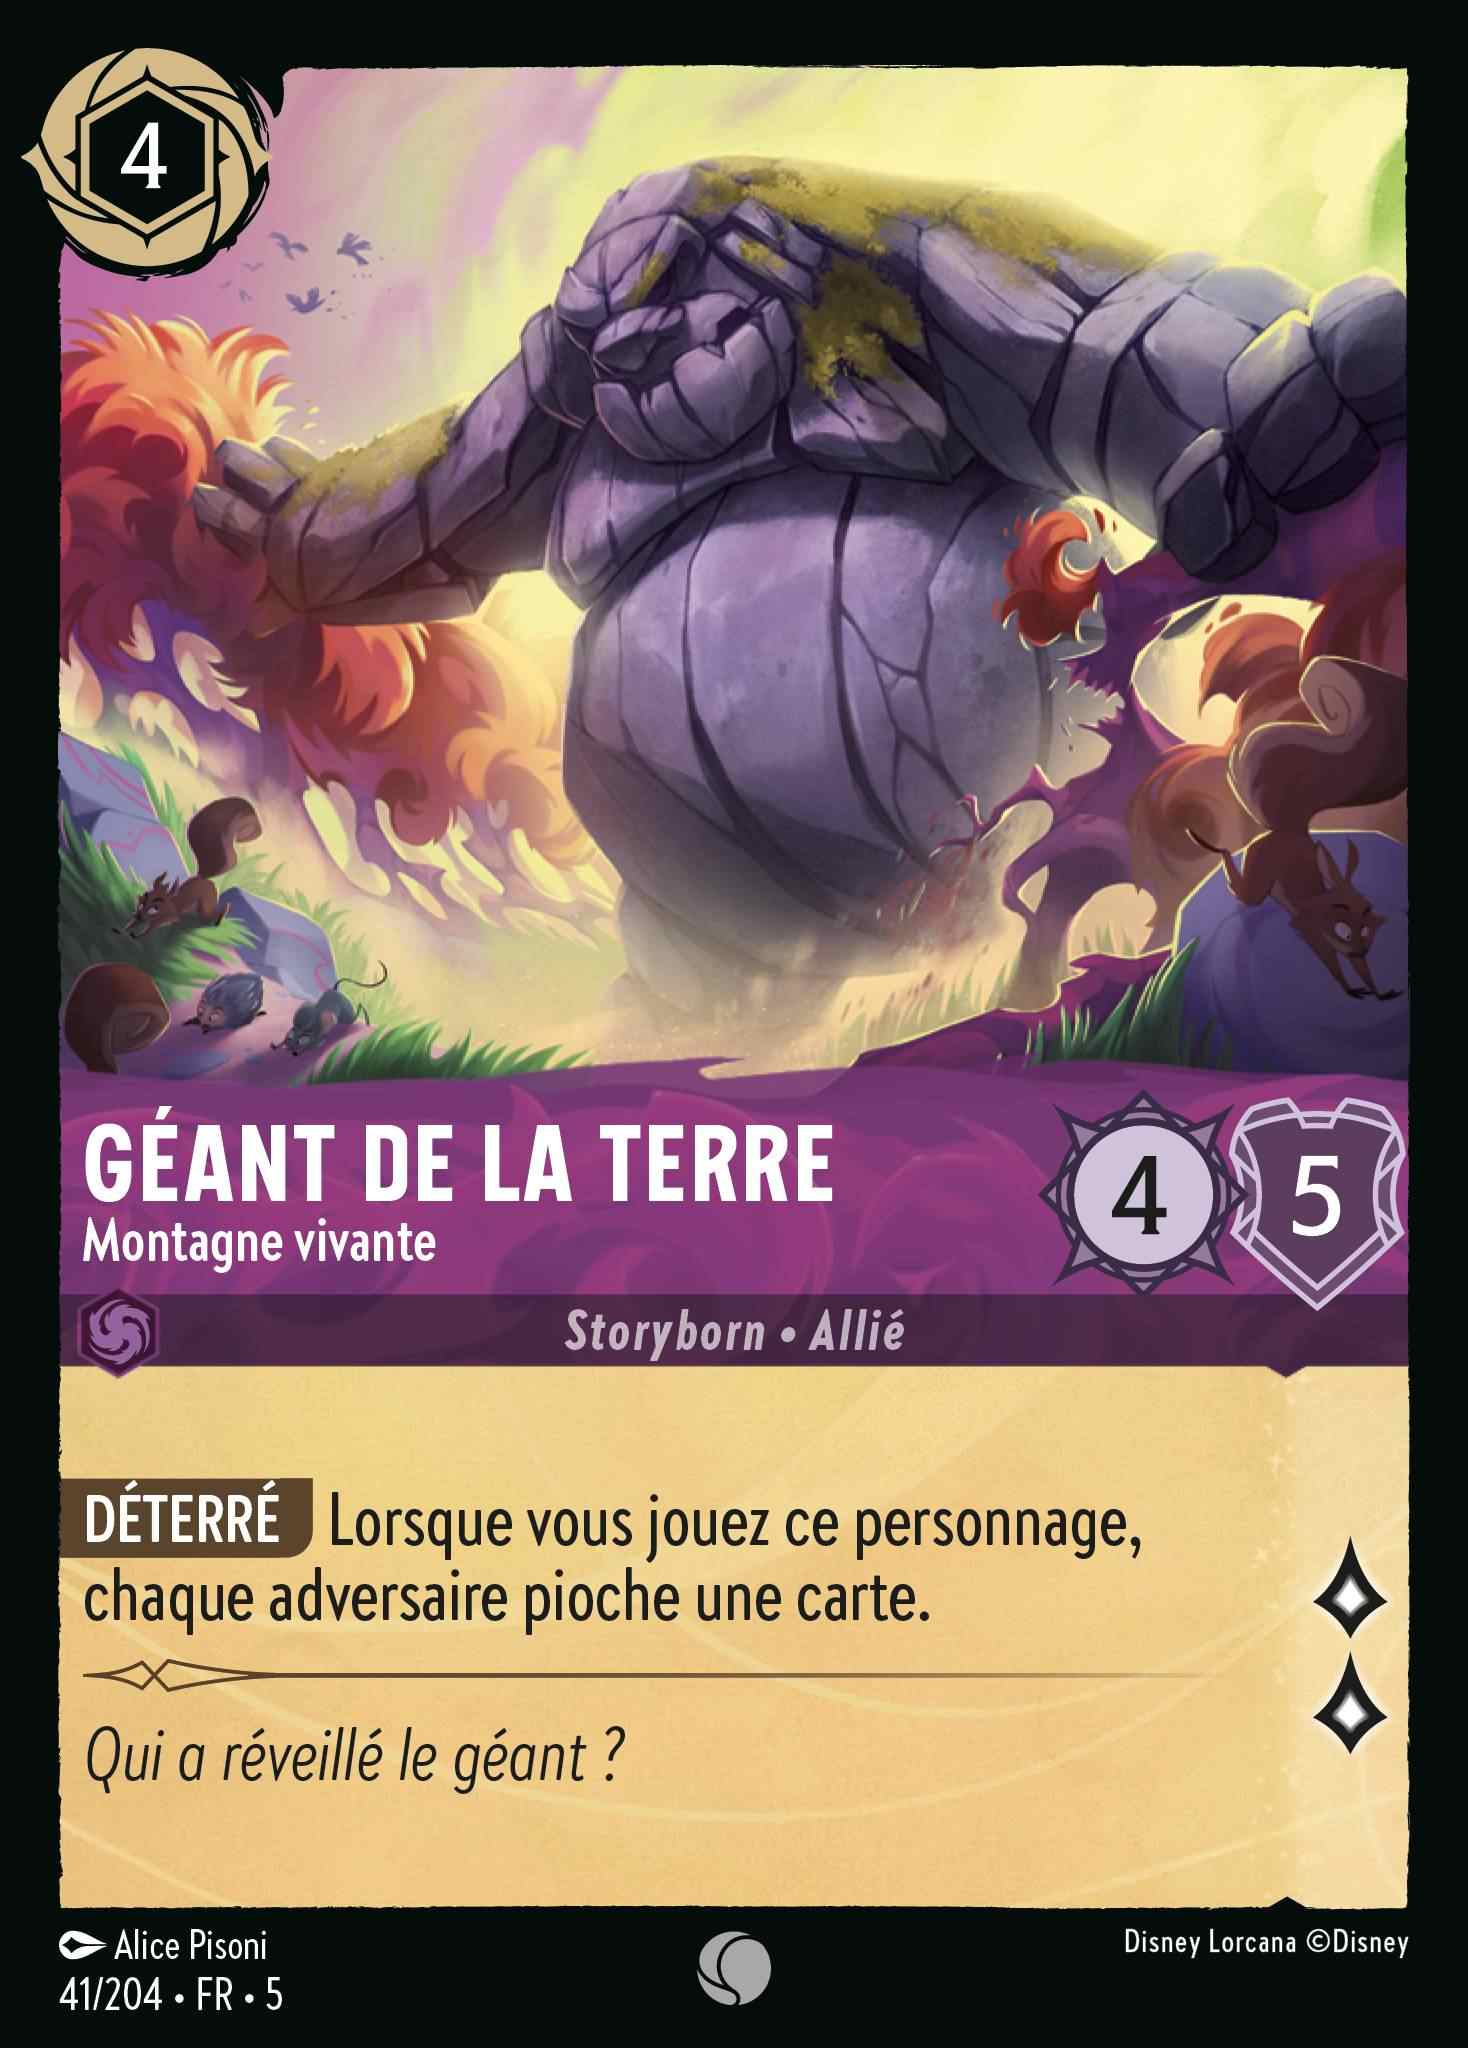 4
GÉANT DE LA TERRE
Montagne vivante
4
5
Storyborn • Allié
DÉTERRÉ Lorsque vous jouez ce personnage,
chaque adversaire pioche une carte.
Qui a réveillé le géant ?
Alice Pisoni
41/204 • FR • 5
Disney Lorcana ©Disney